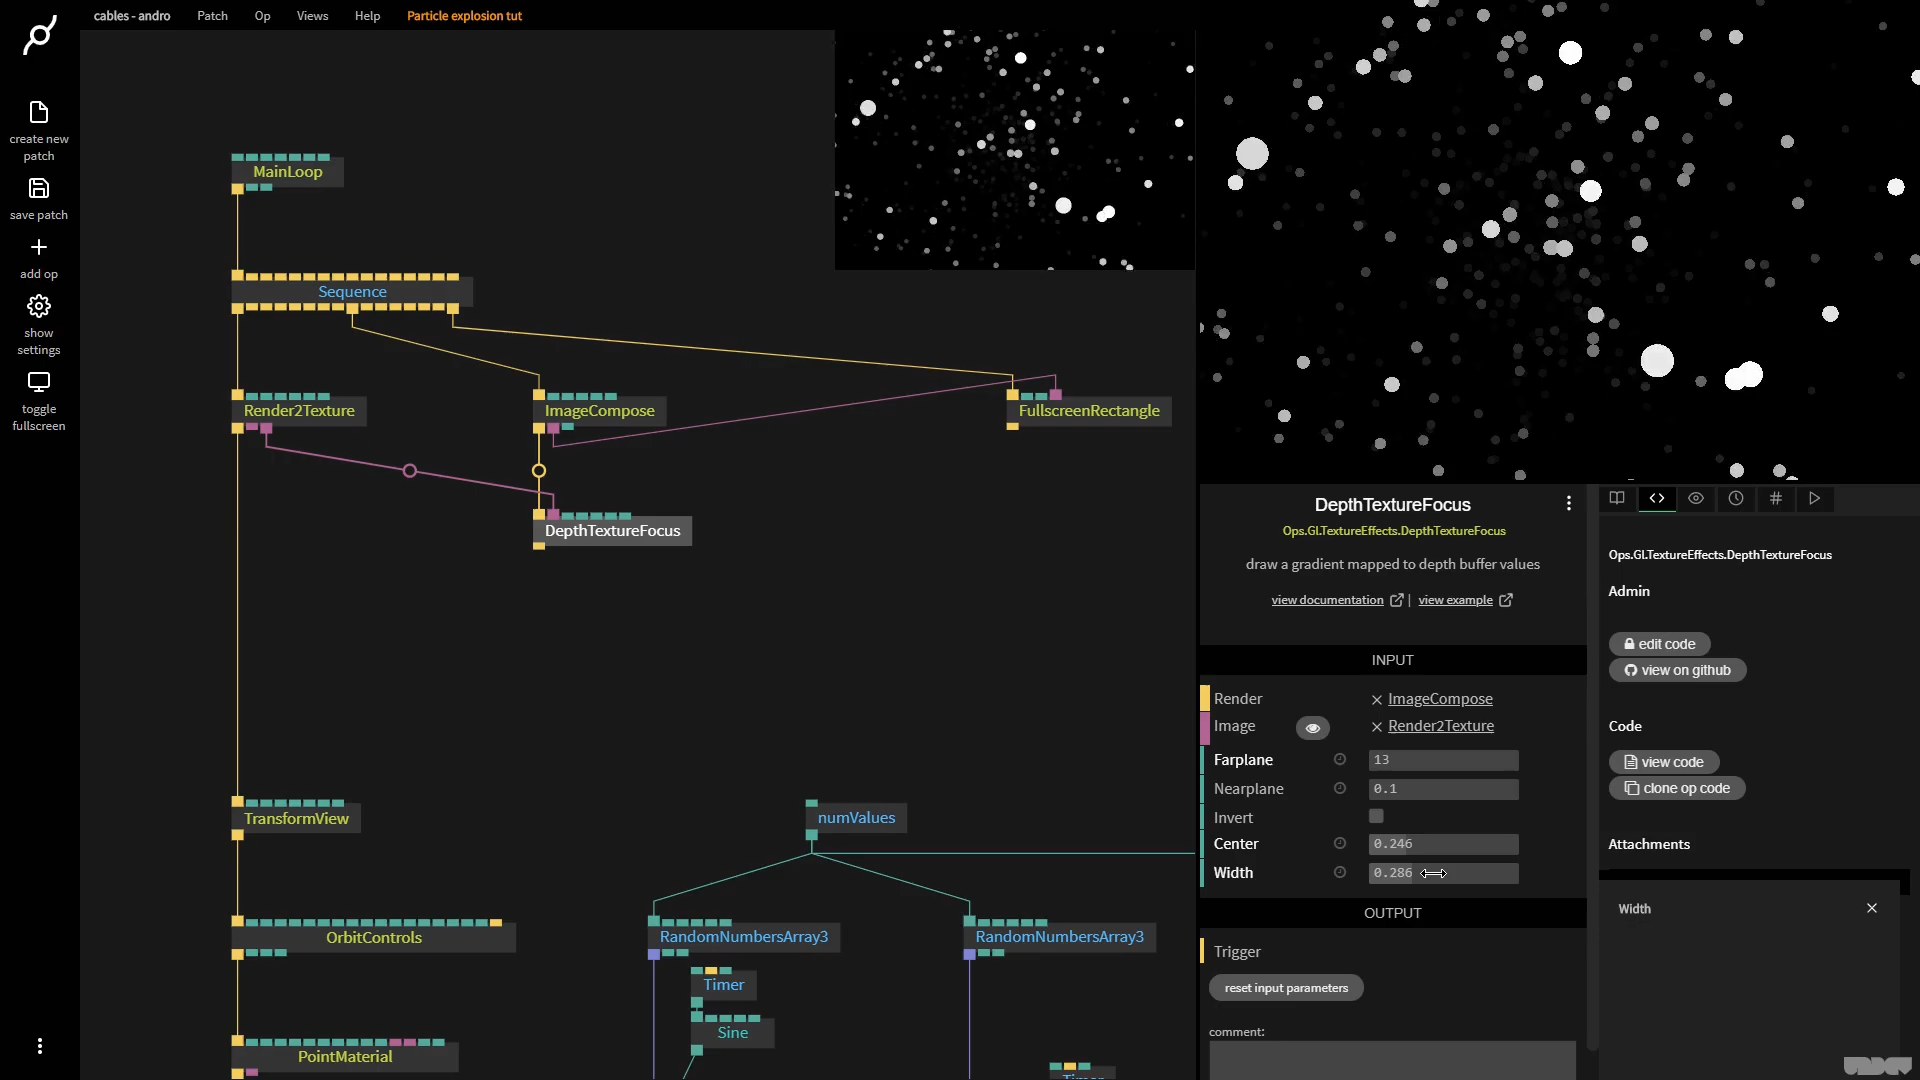 cables - andro
Patch
Op
Views
Help
Particle explosion tut
create new
patch
save patch
add op
show
settings
toggle
fullscreen
MainLoop
Sequence
Render2Texture
ImageCompose
FullscreenRectangle
DepthTextureFocus
TransformView
numValues
OrbitControls
RandomNumbersArray3
RandomNumbersArray3
Timer
Sine
PointMaterial
Timer
DepthTextureFocus
Ops.Gl.TextureEffects.DepthTextureFocus
draw a gradient mapped to depth buffer values
view documentation | view example
INPUT
Render ImageCompose
Image Render2Texture
Farplane 13
Nearplane 0.1
Invert
Center 0.246
Width 0.286
OUTPUT
Trigger
reset input parameters
comment:
Ops.Gl.TextureEffects.DepthTextureFocus
Admin
edit code
view on github
Code
view code
clone op code
Attachments
Width